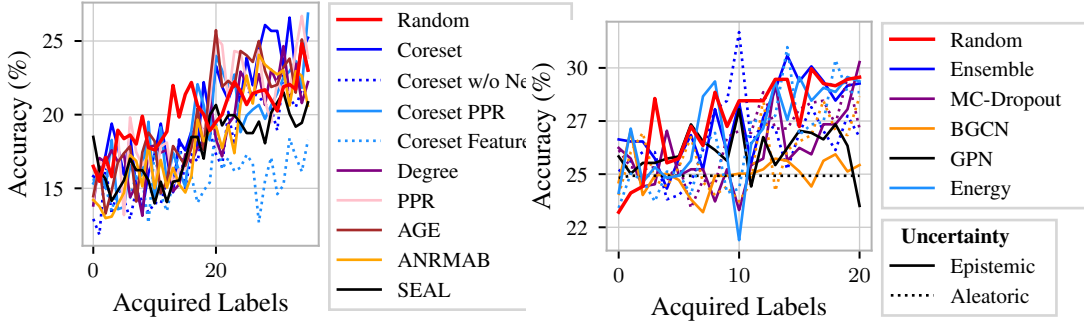 Accuracy (%)
25
20
15
0
20
Acquired Labels
Random
Coreset
Coreset w/o Ne
Coreset PPR
Coreset Feature
Degree
PPR
AGE
ANRMAB
SEAL
Accuracy (%)
30
27
25
22
0
10
20
Acquired Labels
Random
Ensemble
MC-Dropout
BGCN
GPN
Energy
Uncertainty
Epistemic
Aleatoric